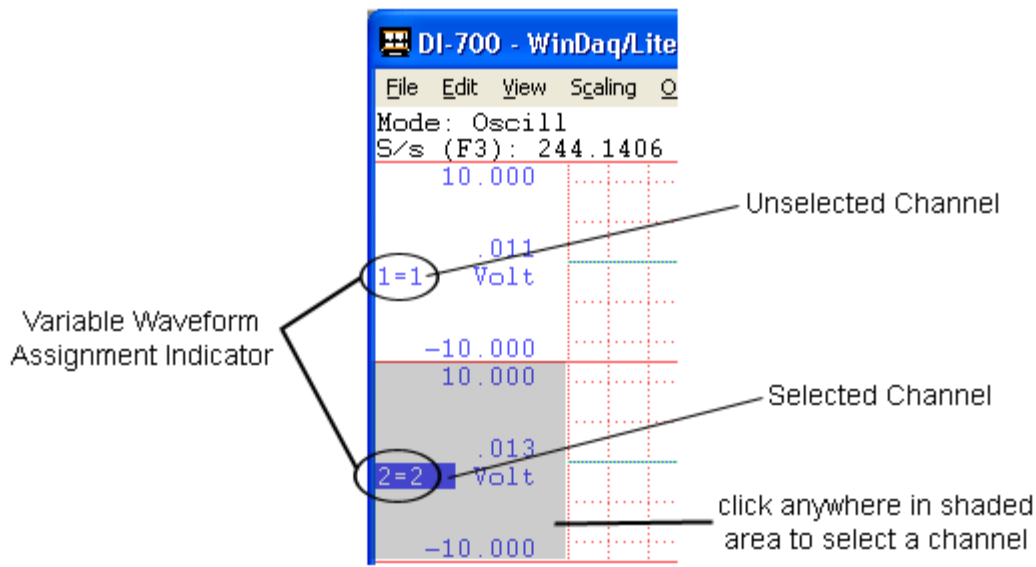 DI-700 - WinDaq/Lite
File Edit View Scaling O
Mode: Oscill
S/s (F3): 244.1406
10.000
.011
1=1 Volt
-10.000
10.000
.013
2=2 Volt
-10.000
Variable Waveform
Assignment Indicator
Unselected Channel
Selected Channel
click anywhere in shaded
area to select a channel